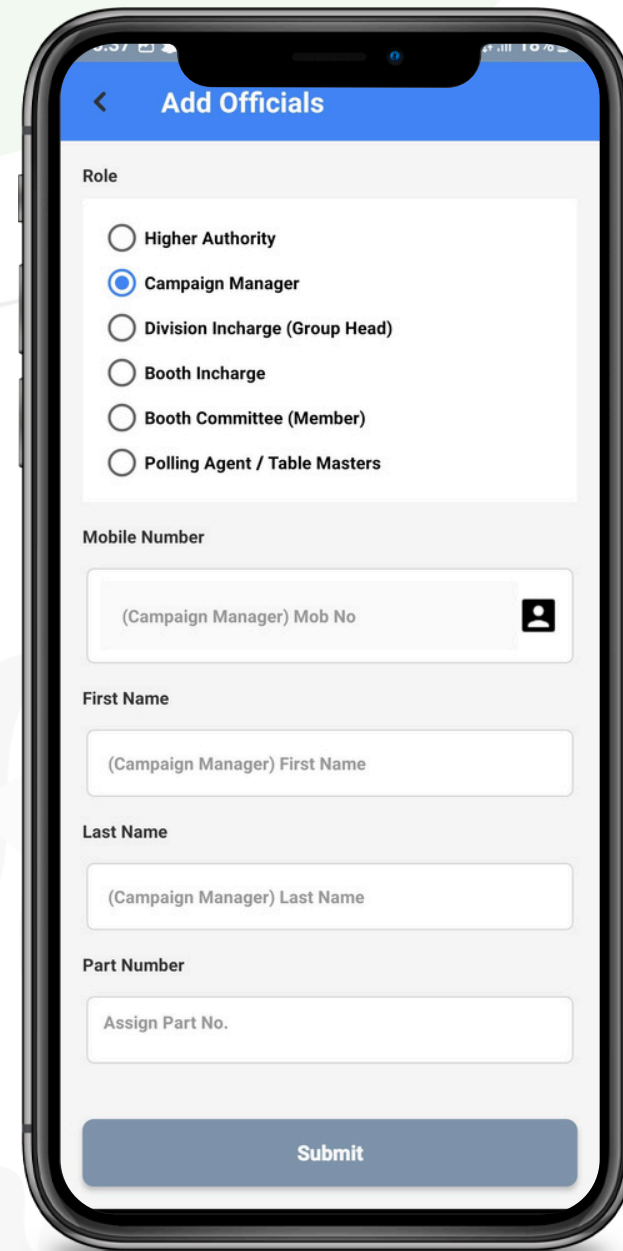 Add Officials
Role
Higher Authority
Campaign Manager
Division Incharge (Group Head)
Booth Incharge
Booth Committee (Member)
Polling Agent / Table Masters
Mobile Number
(Campaign Manager) Mob No
First Name
(Campaign Manager) First Name
Last Name
(Campaign Manager) Last Name
Part Number
Assign Part No.
Submit